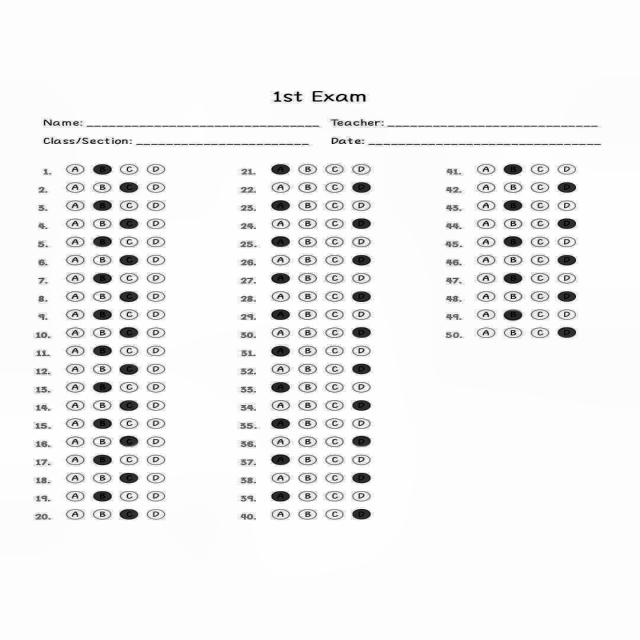 1st Exam
Name: ______________________________ Teacher: ___________________________
Class/Section: ______________________ Date: ______________________________
1. A B C D
2. A B C D
3. A B C D
4. A B C D
5. A B C D
6. A B C D
7. A B C D
8. A B C D
9. A B C D
10. A B C D
11. A B C D
12. A B C D
13. A B C D
14. A B C D
15. A B C D
16. A B C D
17. A B C D
18. A B C D
19. A B C D
20. A B C D
21. A B C D
22. A B C D
23. A B C D
24. A B C D
25. A B C D
26. A B C D
27. A B C D
28. A B C D
29. A B C D
30. A B C D
31. A B C D
32. A B C D
33. A B C D
34. A B C D
35. A B C D
36. A B C D
37. A B C D
38. A B C D
39. A B C D
40. A B C D
41. A B C D
42. A B C D
43. A B C D
44. A B C D
45. A B C D
46. A B C D
47. A B C D
48. A B C D
49. A B C D
50. A B C D